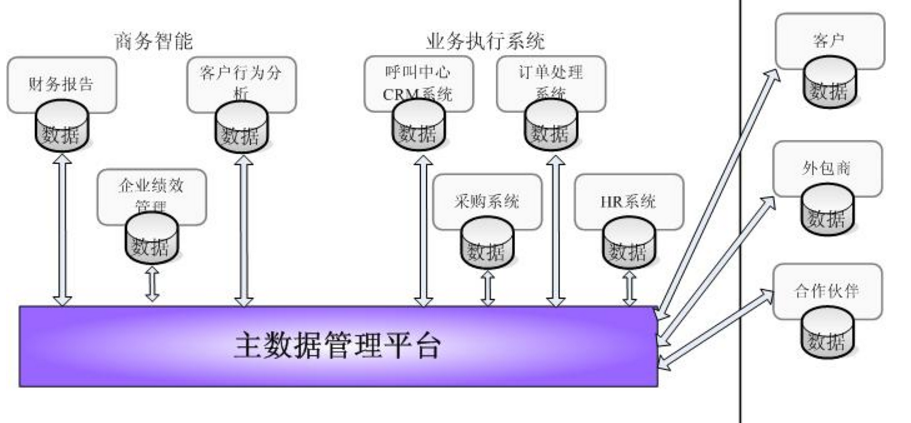 商务智能
业务执行系统
财务报告
数据
客户行为分
析
数据
呼叫中心
CRM系统
数据
订单处理
系统
数据
企业绩效
管理
数据
采购系统
数据
HR系统
数据
主数据管理平台
客户
数据
外包商
数据
合作伙伴
数据